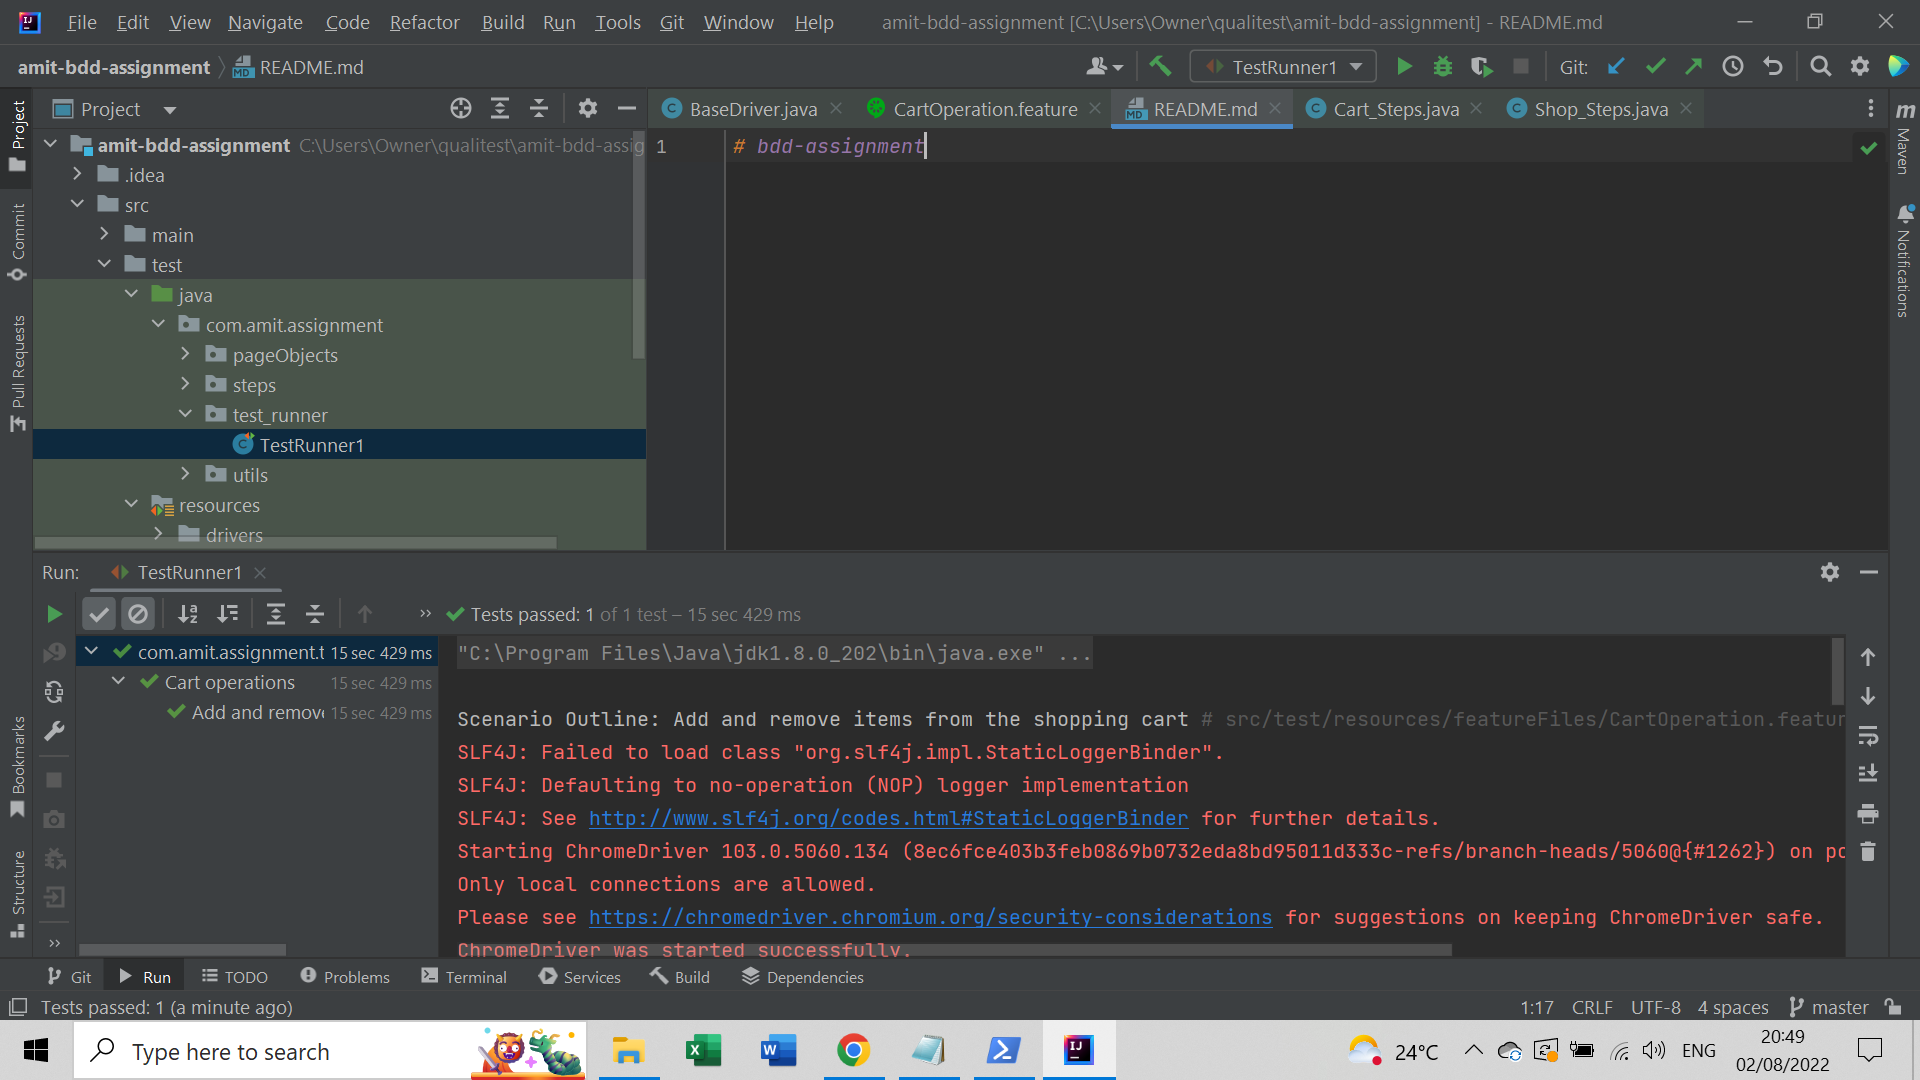 File Edit View Navigate Code Refactor Build Run Tools Git Window Help amit-bdd-assignment [C:\Users\Owner\qualitest\amit-bdd-assignment] - README.md
amit-bdd-assignment README.md TestRunner1 Git:
Project BaseDriver.java CartOperation.feature README.md Cart_Steps.java Shop_Steps.java
amit-bdd-assignment C:\Users\Owner\qualitest\amit-bdd-assig
.idea
src
main
test
java
com.amit.assignment
pageObjects
steps
test_runner
TestRunner1
utils
resources
drivers
1 # bdd-assignment
Project
Commit
Pull Requests
Bookmarks
Structure
Maven
Notifications
Run: TestRunner1
Tests passed: 1 of 1 test – 15 sec 429 ms
com.amit.assignment.t 15 sec 429 ms
Cart operations 15 sec 429 ms
Add and remov 15 sec 429 ms
"C:\Program Files\Java\jdk1.8.0_202\bin\java.exe" ...
Scenario Outline: Add and remove items from the shopping cart # src/test/resources/featureFiles/CartOperation.featur
SLF4J: Failed to load class "org.slf4j.impl.StaticLoggerBinder".
SLF4J: Defaulting to no-operation (NOP) logger implementation
SLF4J: See http://www.slf4j.org/codes.html#StaticLoggerBinder for further details.
Starting ChromeDriver 103.0.5060.134 (8ec6fce403b3feb0869b0732eda8bd95011d333c-refs/branch-heads/5060@{#1262}) on po
Only local connections are allowed.
Please see https://chromedriver.chromium.org/security-considerations for suggestions on keeping ChromeDriver safe.
ChromeDriver was started successfully.
Git Run TODO Problems Terminal Services Build Dependencies
Tests passed: 1 (a minute ago) 1:17 CRLF UTF-8 4 spaces master
Type here to search 24°C ENG 20:49
02/08/2022